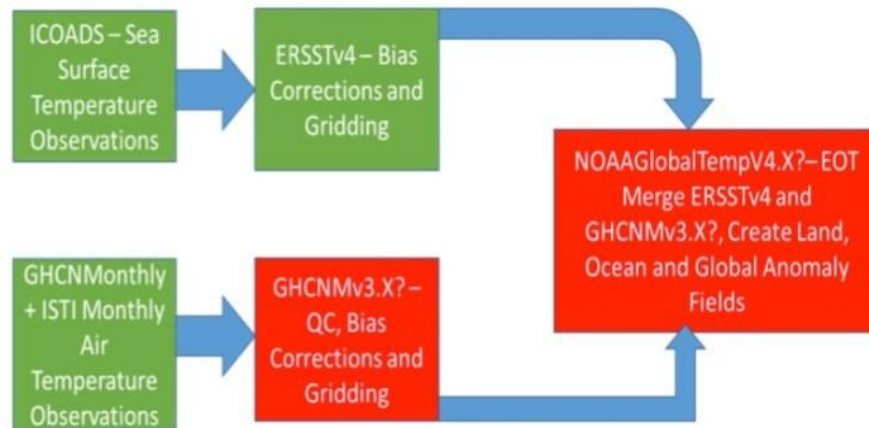 ICOADS – Sea
Surface
Temperature
Observations
ERSSTv4 – Bias
Corrections and
Gridding
NOAAGlobalTempV4.X?– EOT
Merge ERSSTv4 and
GHCNMv3.X?, Create Land,
Ocean and Global Anomaly
Fields
GHCNMonthly
+ ISTI Monthly
Air
Temperature
Observations
GHCNMv3.X? –
QC, Bias
Corrections and
Gridding